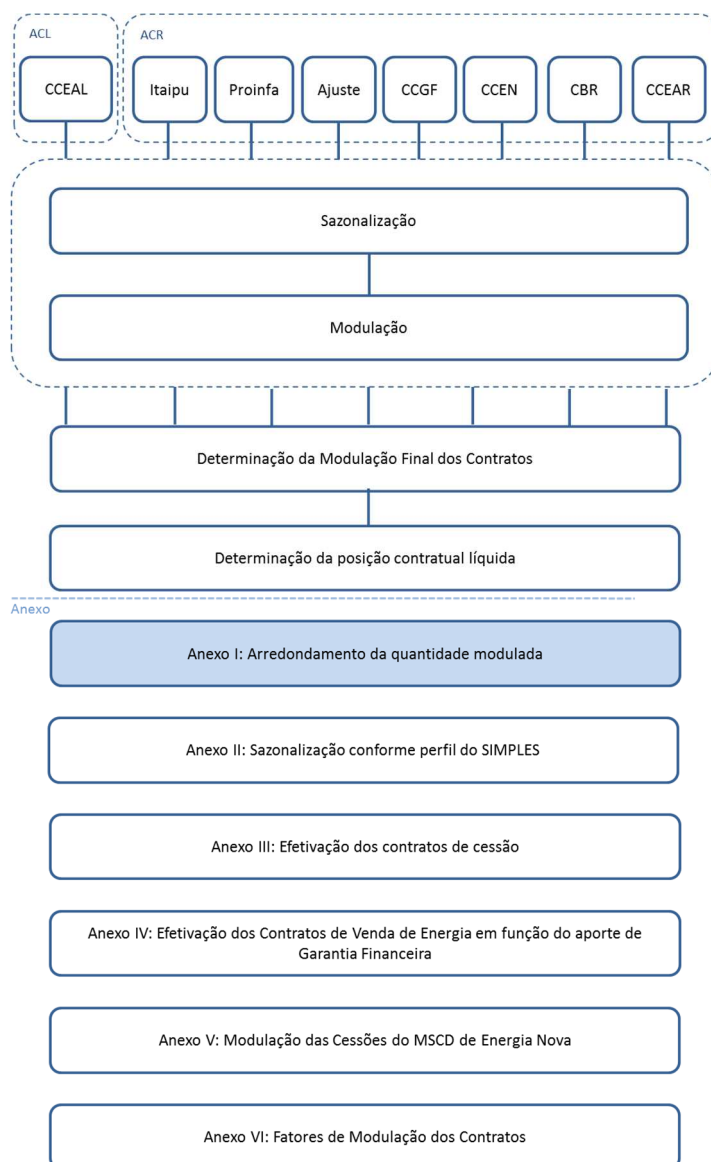 ACL
ACR
CCEAL
Itaipu
Proinfa
Ajuste
CCGF
CCEN
CBR
CCEAR
Sazonalização
Modulação
Determinação da Modulação Final dos Contratos
Determinação da posição contratual líquida
Anexo
Anexo I: Arredondamento da quantidade modulada
Anexo II: Sazonalização conforme perfil do SIMPLES
Anexo III: Efetivação dos contratos de cessão
Anexo IV: Efetivação dos Contratos de Venda de Energia em função do aporte de
Garantia Financeira
Anexo V: Modulação das Cessões do MSCD de Energia Nova
Anexo VI: Fatores de Modulação dos Contratos